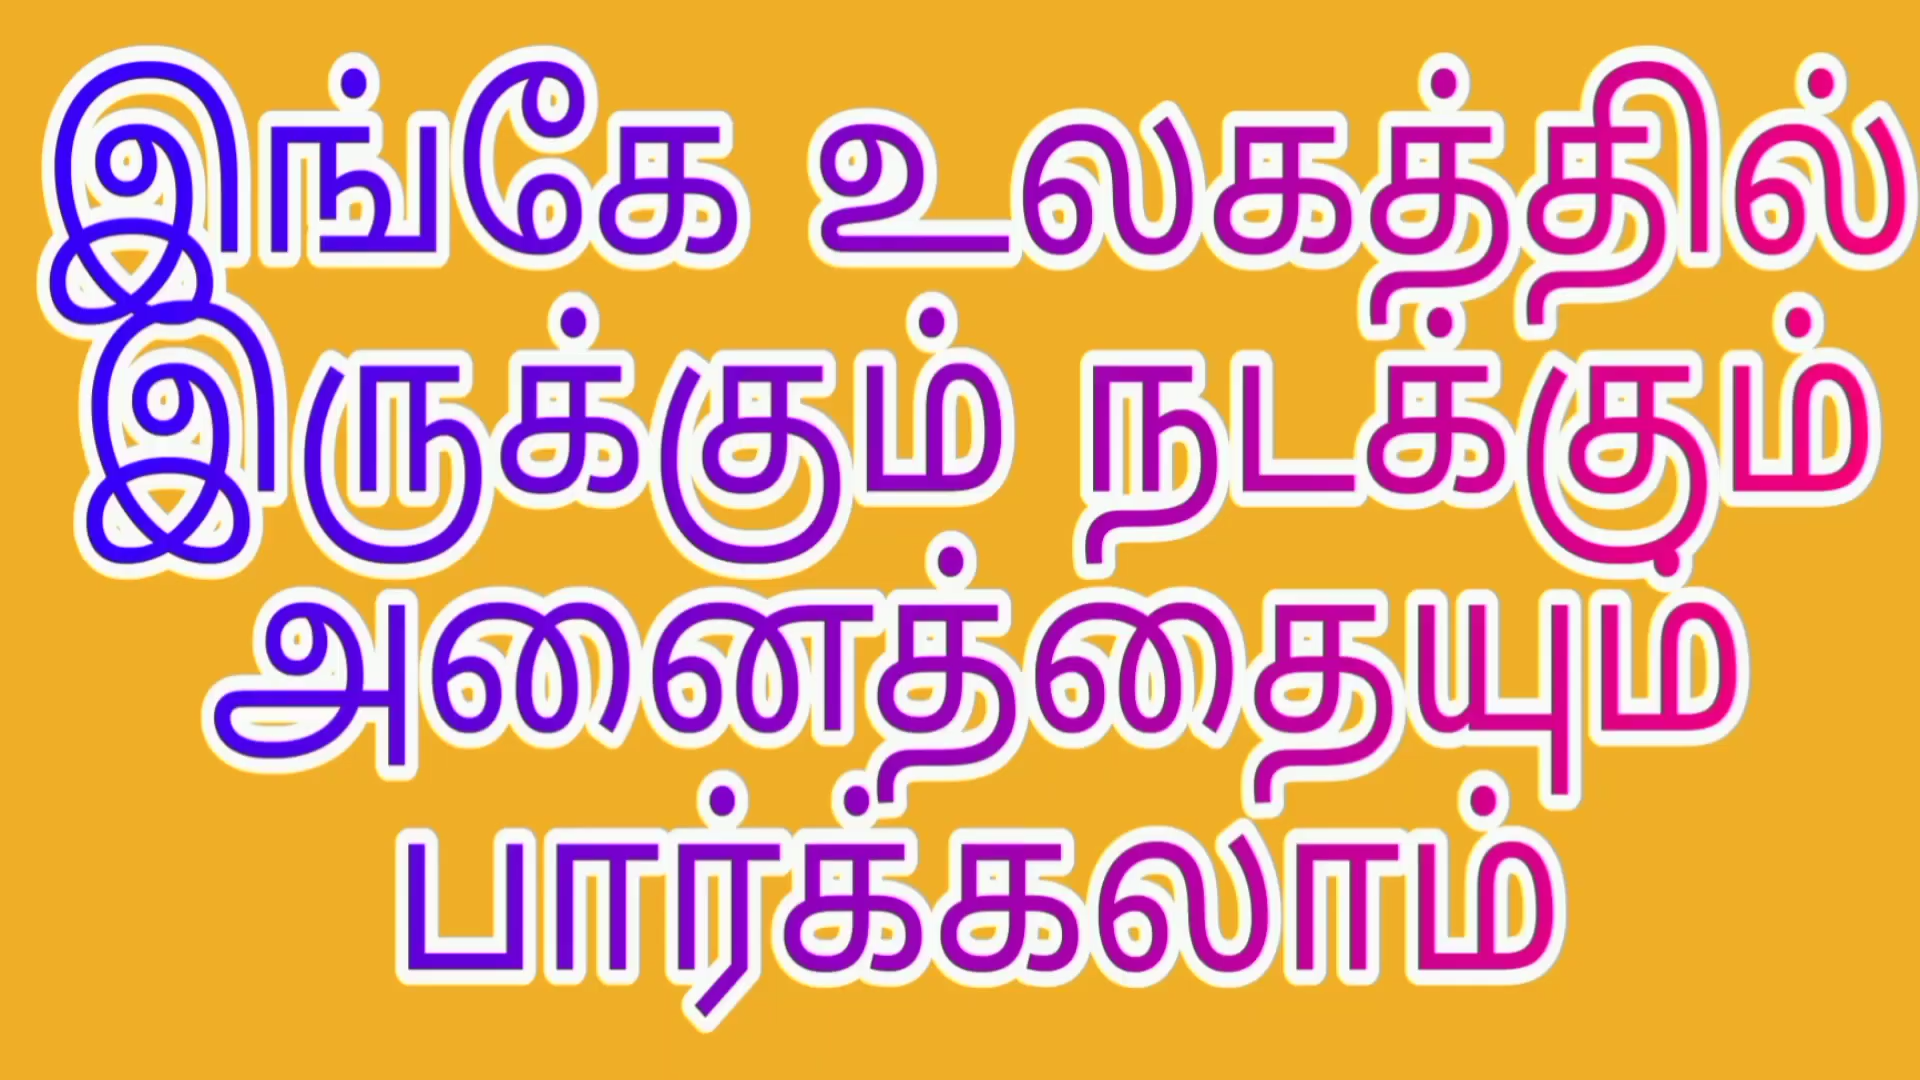 இங்கே உலகத்தில்
இருக்கும் நடக்கும்
அனைத்தையும்
பார்க்கலாம்